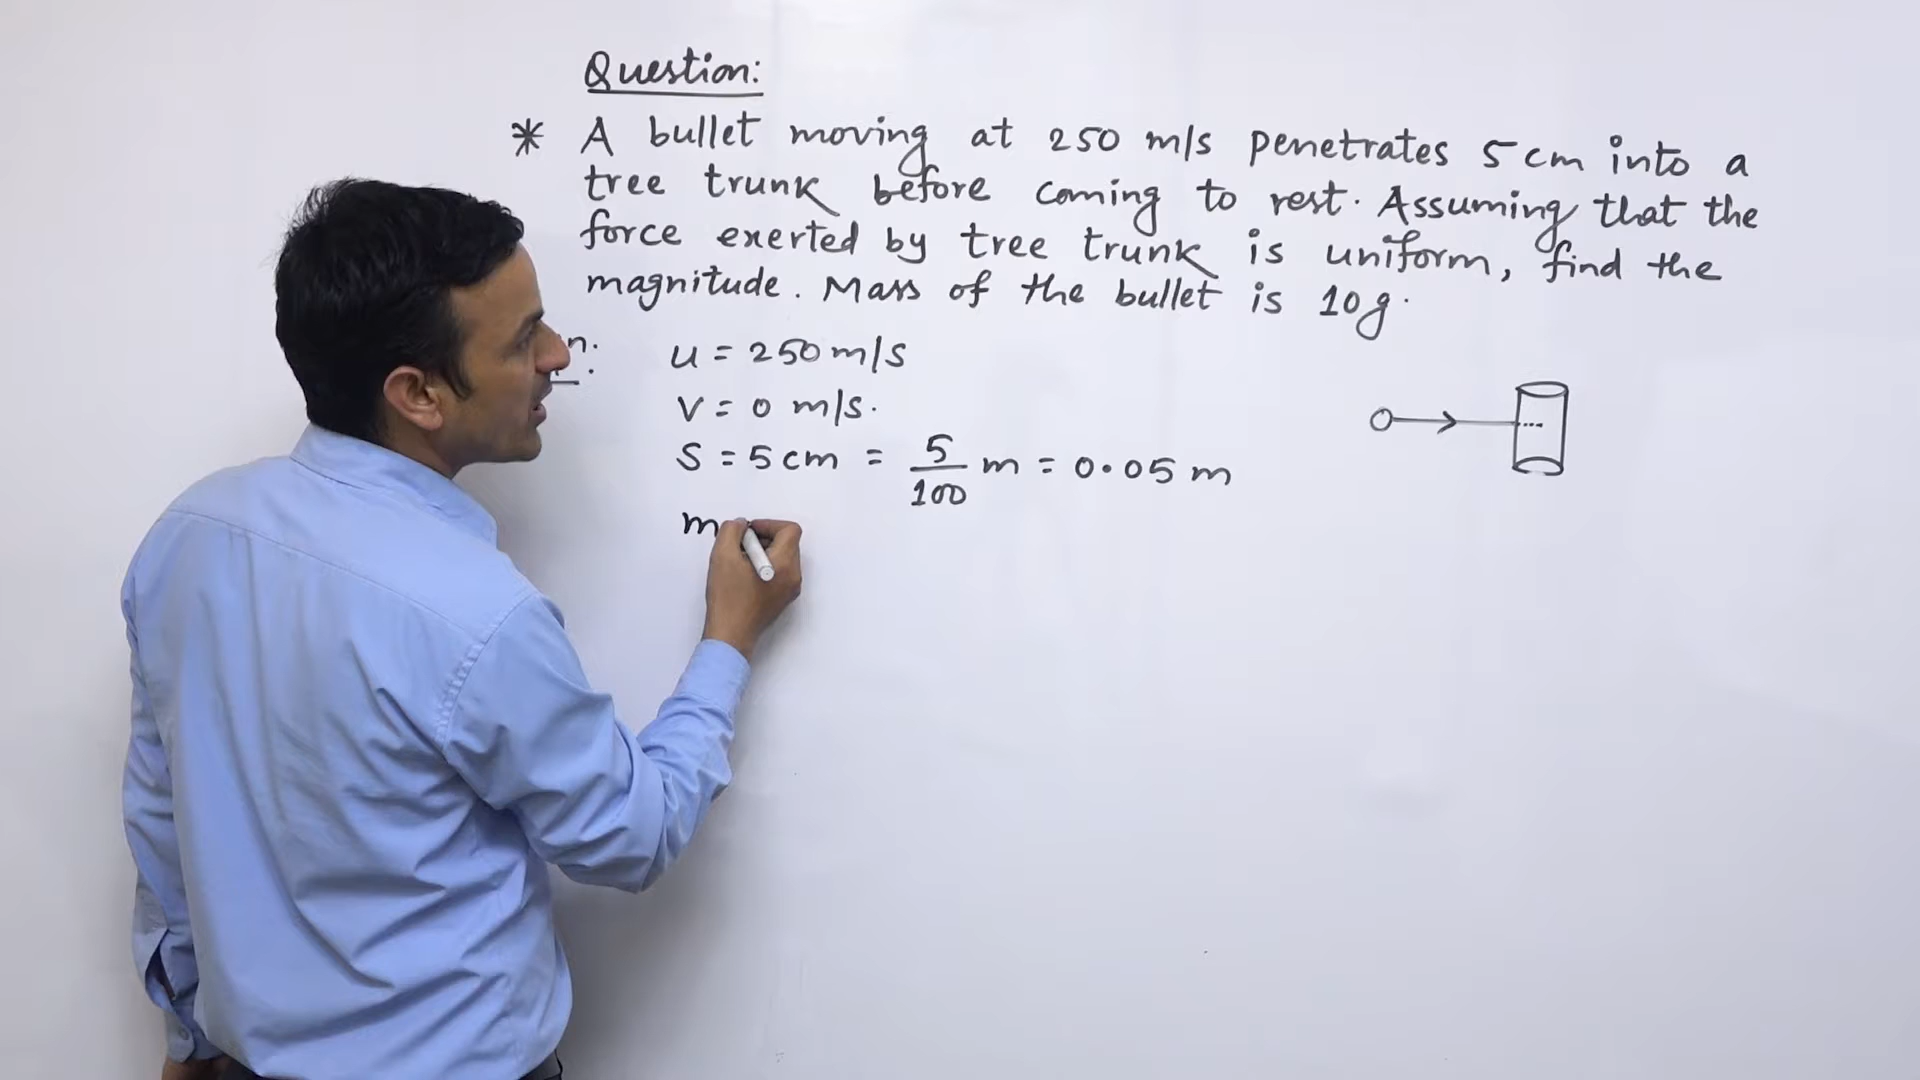 Question:
* A bullet moving at 250 m/s penetrates 5 cm into a
tree trunk before coming to rest. Assuming that the
force exerted by tree trunk is uniform, find the
magnitude. Mass of the bullet is 10g.
u = 250 m/s
v = 0 m/s.
S = 5 cm = 5/100 m = 0.05 m
m